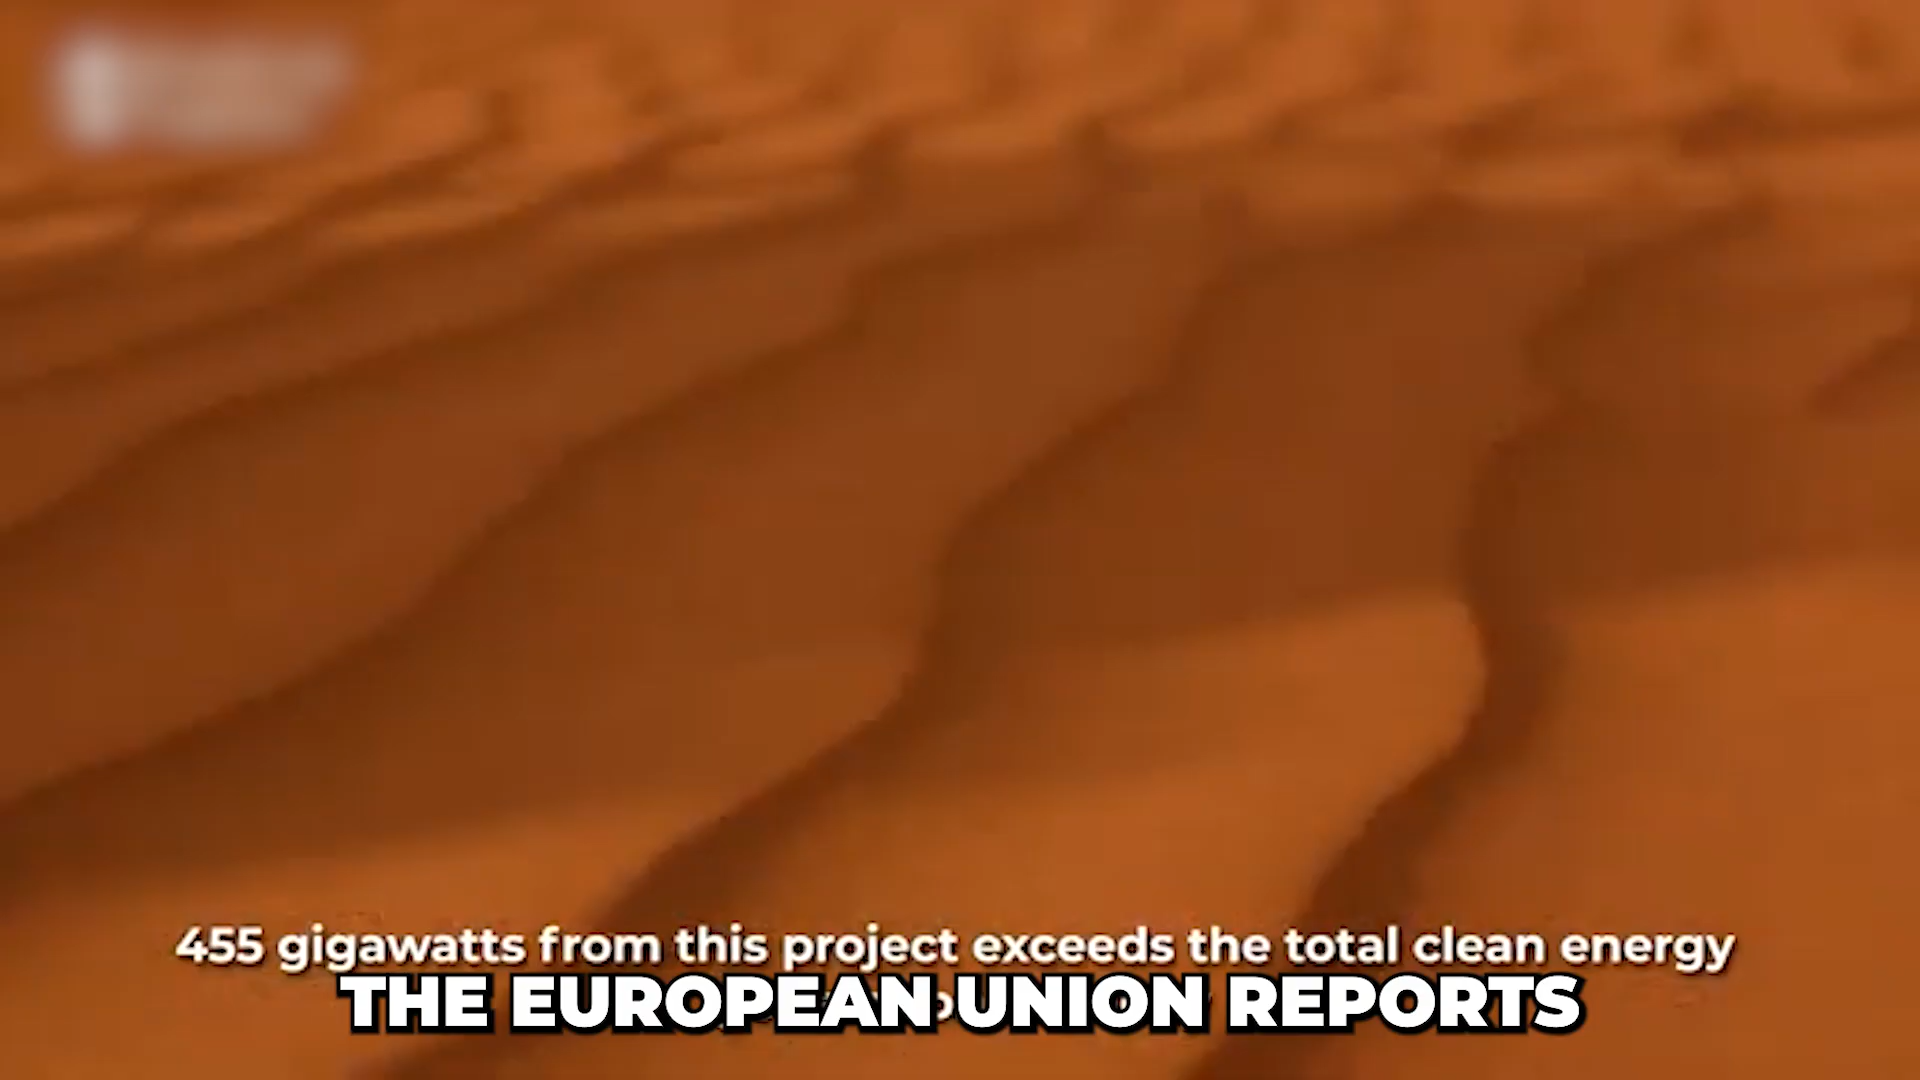 455 gigawatts from this project exceeds the total clean energy
THE EUROPEAN UNION REPORTS